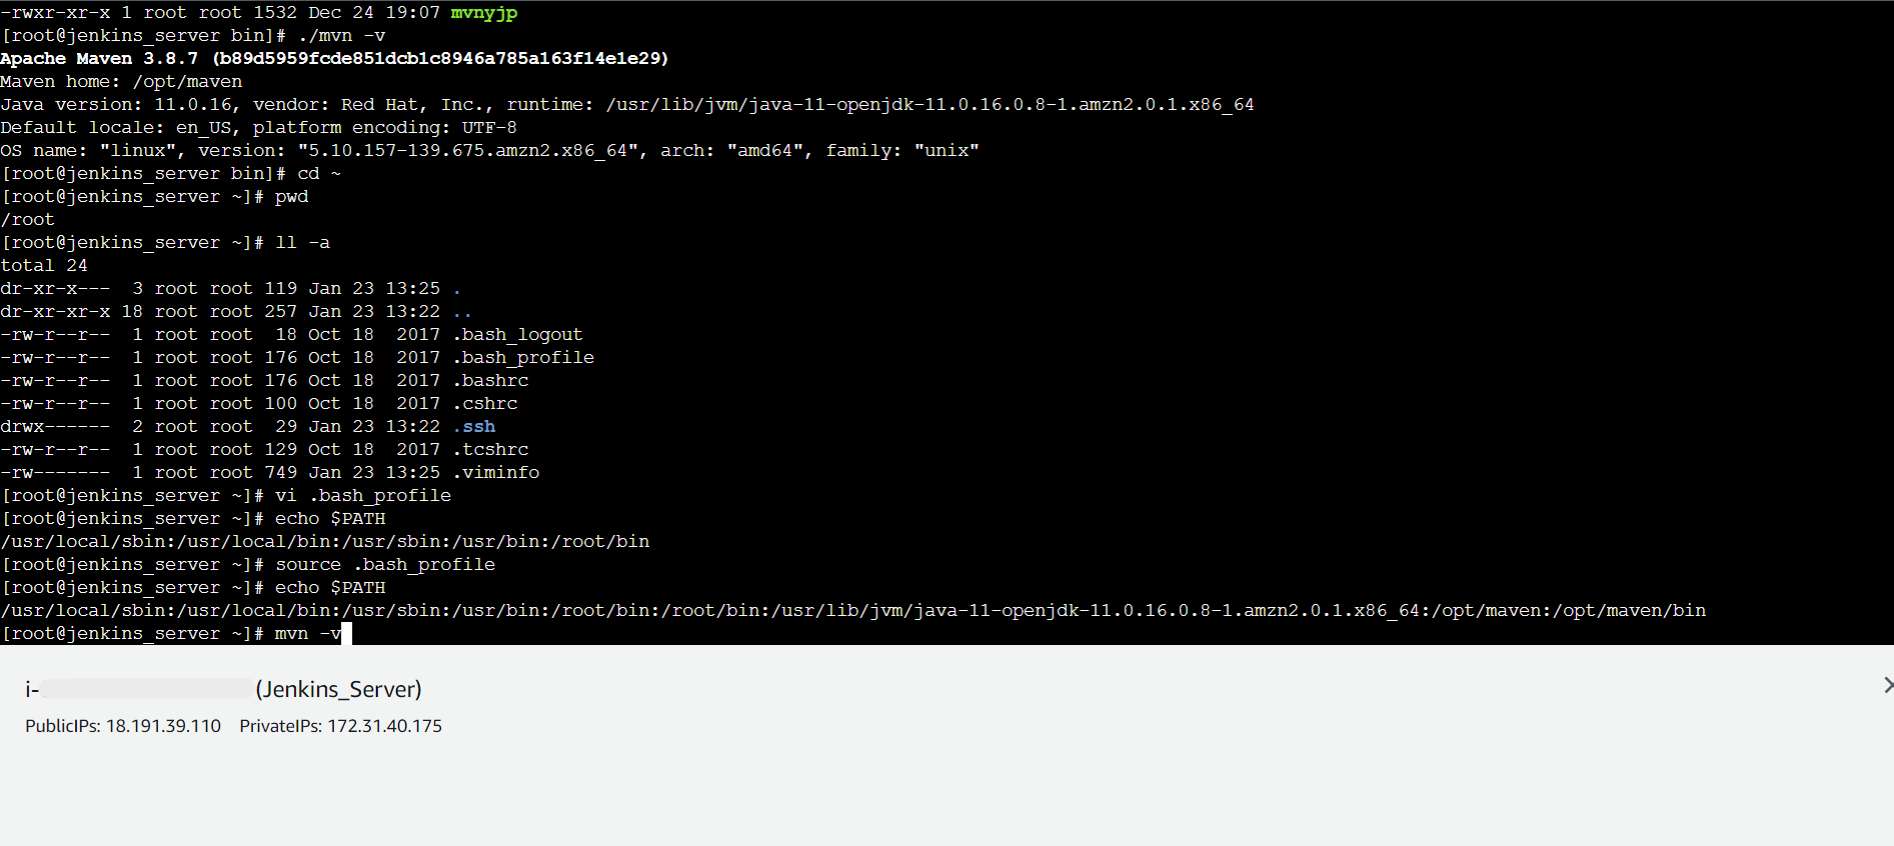 -rwxr-xr-x 1 root root 1532 Dec 24 19:07 mvnyjp
[root@jenkins_server bin]# ./mvn -v
Apache Maven 3.8.7 (b89d5959fcde851dcb1c8946a785a163f14e1e29)
Maven home: /opt/maven
Java version: 11.0.16, vendor: Red Hat, Inc., runtime: /usr/lib/jvm/java-11-openjdk-11.0.16.0.8-1.amzn2.0.1.x86_64
Default locale: en_US, platform encoding: UTF-8
OS name: "linux", version: "5.10.157-139.675.amzn2.x86_64", arch: "amd64", family: "unix"
[root@jenkins_server bin]# cd ~
[root@jenkins_server ~]# pwd
/root
[root@jenkins_server ~]# ll -a
total 24
dr-xr-x---  3 root root 119 Jan 23 13:25 .
dr-xr-xr-x 18 root root 257 Jan 23 13:22 ..
-rw-r--r--  1 root root  18 Oct 18  2017 .bash_logout
-rw-r--r--  1 root root 176 Oct 18  2017 .bash_profile
-rw-r--r--  1 root root 176 Oct 18  2017 .bashrc
-rw-r--r--  1 root root 100 Oct 18  2017 .cshrc
drwx------  2 root root  29 Jan 23 13:22 .ssh
-rw-r--r--  1 root root 129 Oct 18  2017 .tcshrc
-rw-------  1 root root 749 Jan 23 13:25 .viminfo
[root@jenkins_server ~]# vi .bash_profile
[root@jenkins_server ~]# echo $PATH
/usr/local/sbin:/usr/local/bin:/usr/sbin:/usr/bin:/root/bin
[root@jenkins_server ~]# source .bash_profile
[root@jenkins_server ~]# echo $PATH
/usr/local/sbin:/usr/local/bin:/usr/sbin:/usr/bin:/root/bin:/root/bin:/usr/lib/jvm/java-11-openjdk-11.0.16.0.8-1.amzn2.0.1.x86_64:/opt/maven:/opt/maven/bin
[root@jenkins_server ~]# mvn -v
i- (Jenkins_Server)
PublicIPs: 18.191.39.110 PrivateIPs: 172.31.40.175